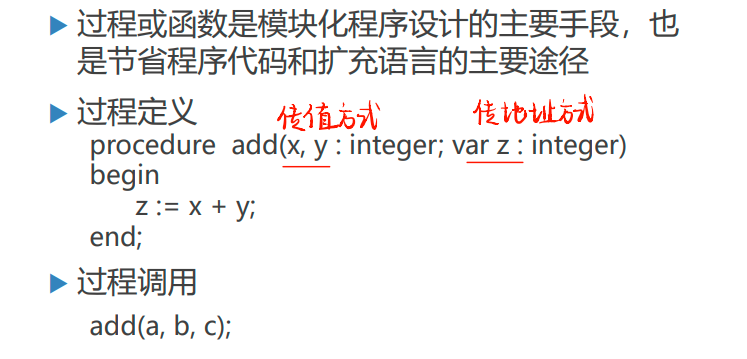 过程或函数是模块化程序设计的主要手段，也
是节省程序代码和扩充语言的主要途径
过程定义
传值方式 传地址方式
procedure add(x, y : integer; var z : integer)
begin
z := x + y;
end;
过程调用
add(a, b, c);